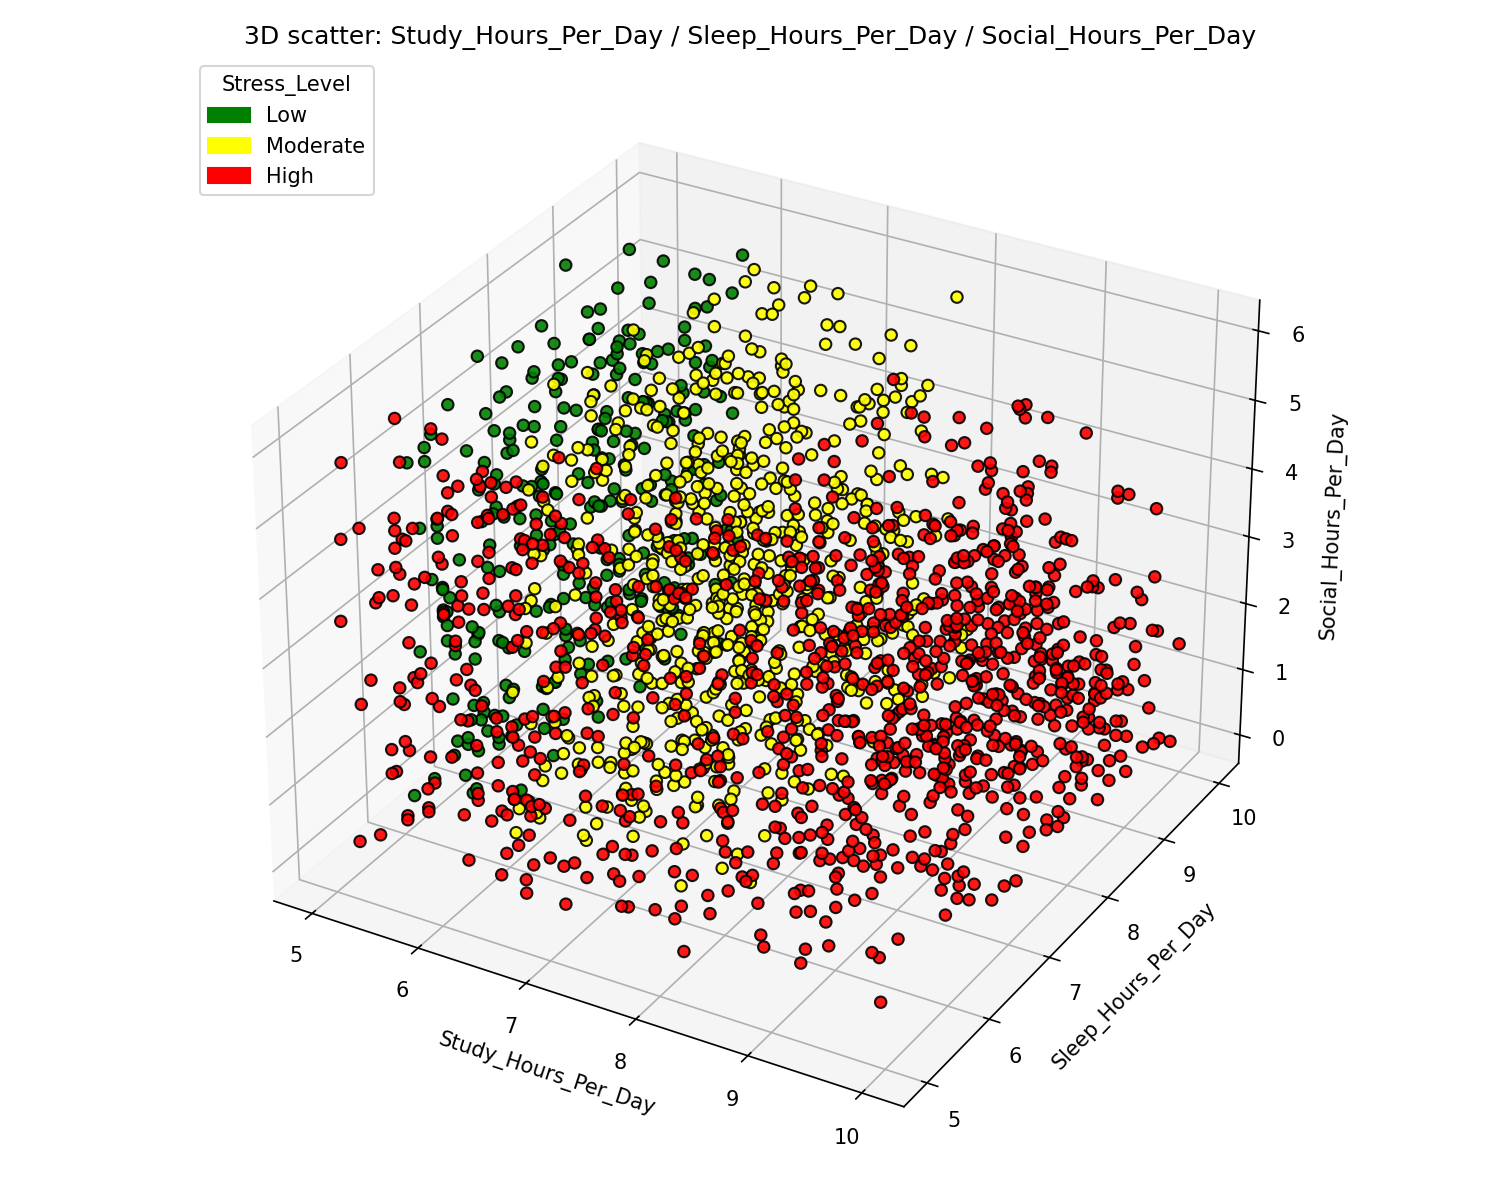 3D scatter: Study_Hours_Per_Day / Sleep_Hours_Per_Day / Social_Hours_Per_Day
Stress_Level
Low
Moderate
High
6
5
4
3
2
1
0
Social_Hours_Per_Day
10
9
8
7
6
5
Sleep_Hours_Per_Day
5
6
7
8
9
10
Study_Hours_Per_Day